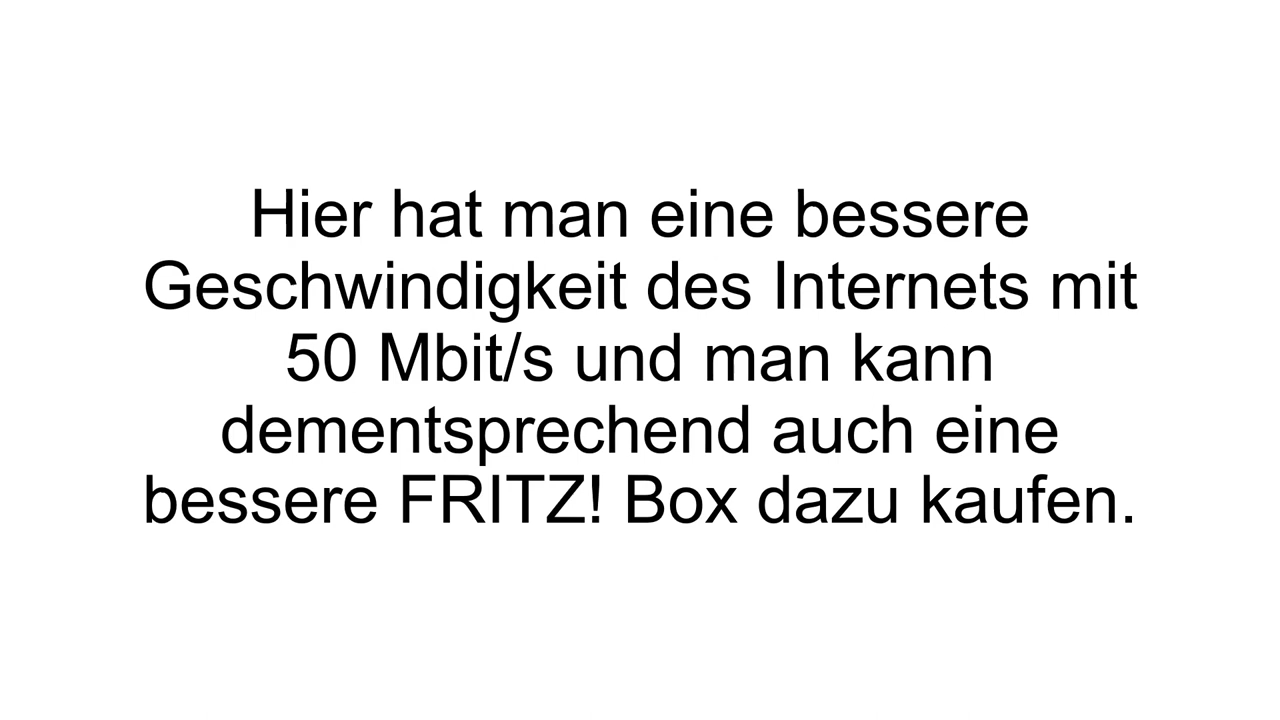 Hier hat man eine bessere
Geschwindigkeit des Internets mit
50 Mbit/s und man kann
dementsprechend auch eine
bessere FRITZ! Box dazu kaufen.